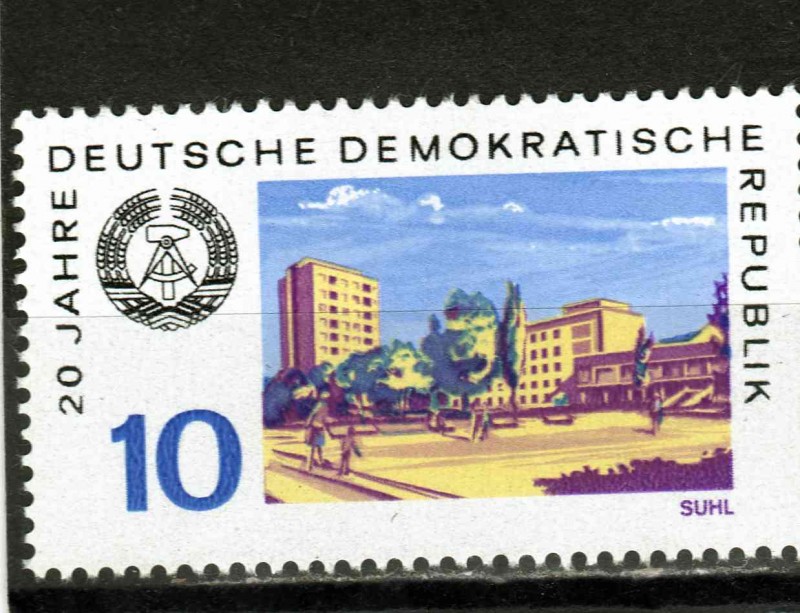 20 JAHRE
DEUTSCHE DEMOKRATISCHE
REPUBLIK
10
SUHL